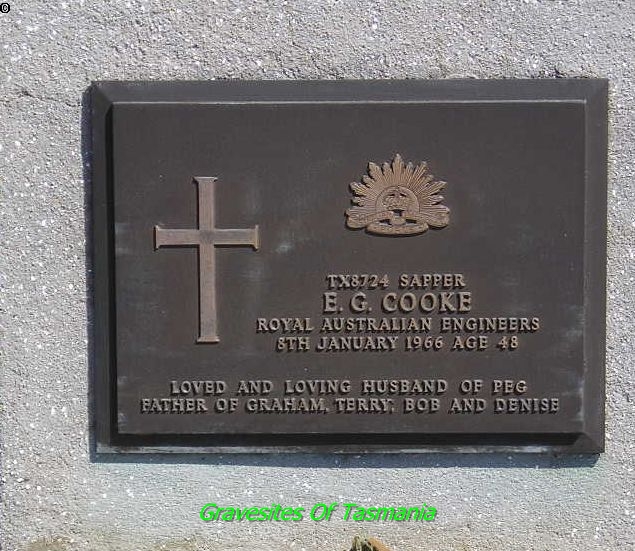 TX8724 SAPPER
E. G. COOKE
ROYAL AUSTRALIAN ENGINEERS
8TH JANUARY 1966 AGE 48
LOVED AND LOVING HUSBAND OF PEG
FATHER OF GRAHAM, TERRY, BOB AND DENISE
Gravesites Of Tasmania